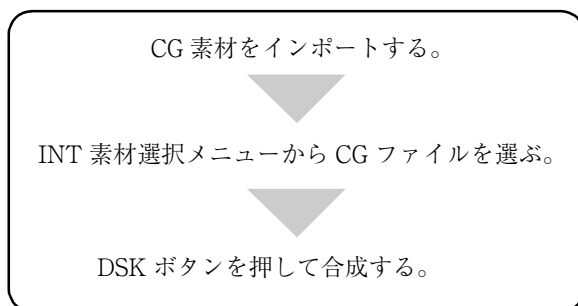 CG 素材をインポートする。
INT 素材選択メニューから CG ファイルを選ぶ。
DSK ボタンを押して合成する。